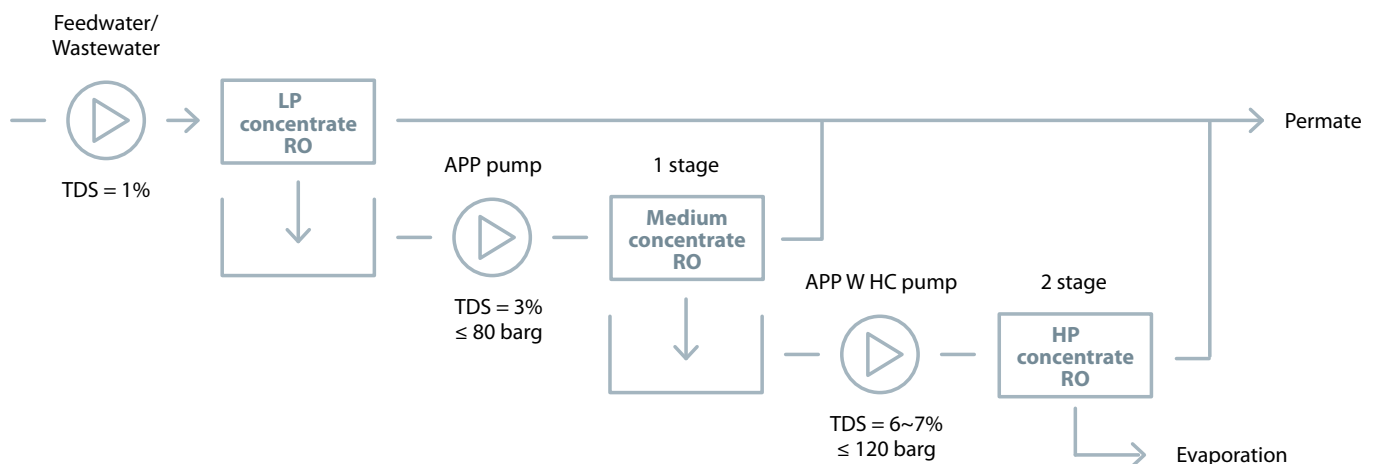 Feedwater/
Wastewater
TDS = 1%
LP
concentrate
RO
APP pump
TDS = 3%
≤ 80 barg
1 stage
Medium
concentrate
RO
APP W HC pump
TDS = 6~7%
≤ 120 barg
2 stage
HP
concentrate
RO
Permate
Evaporation